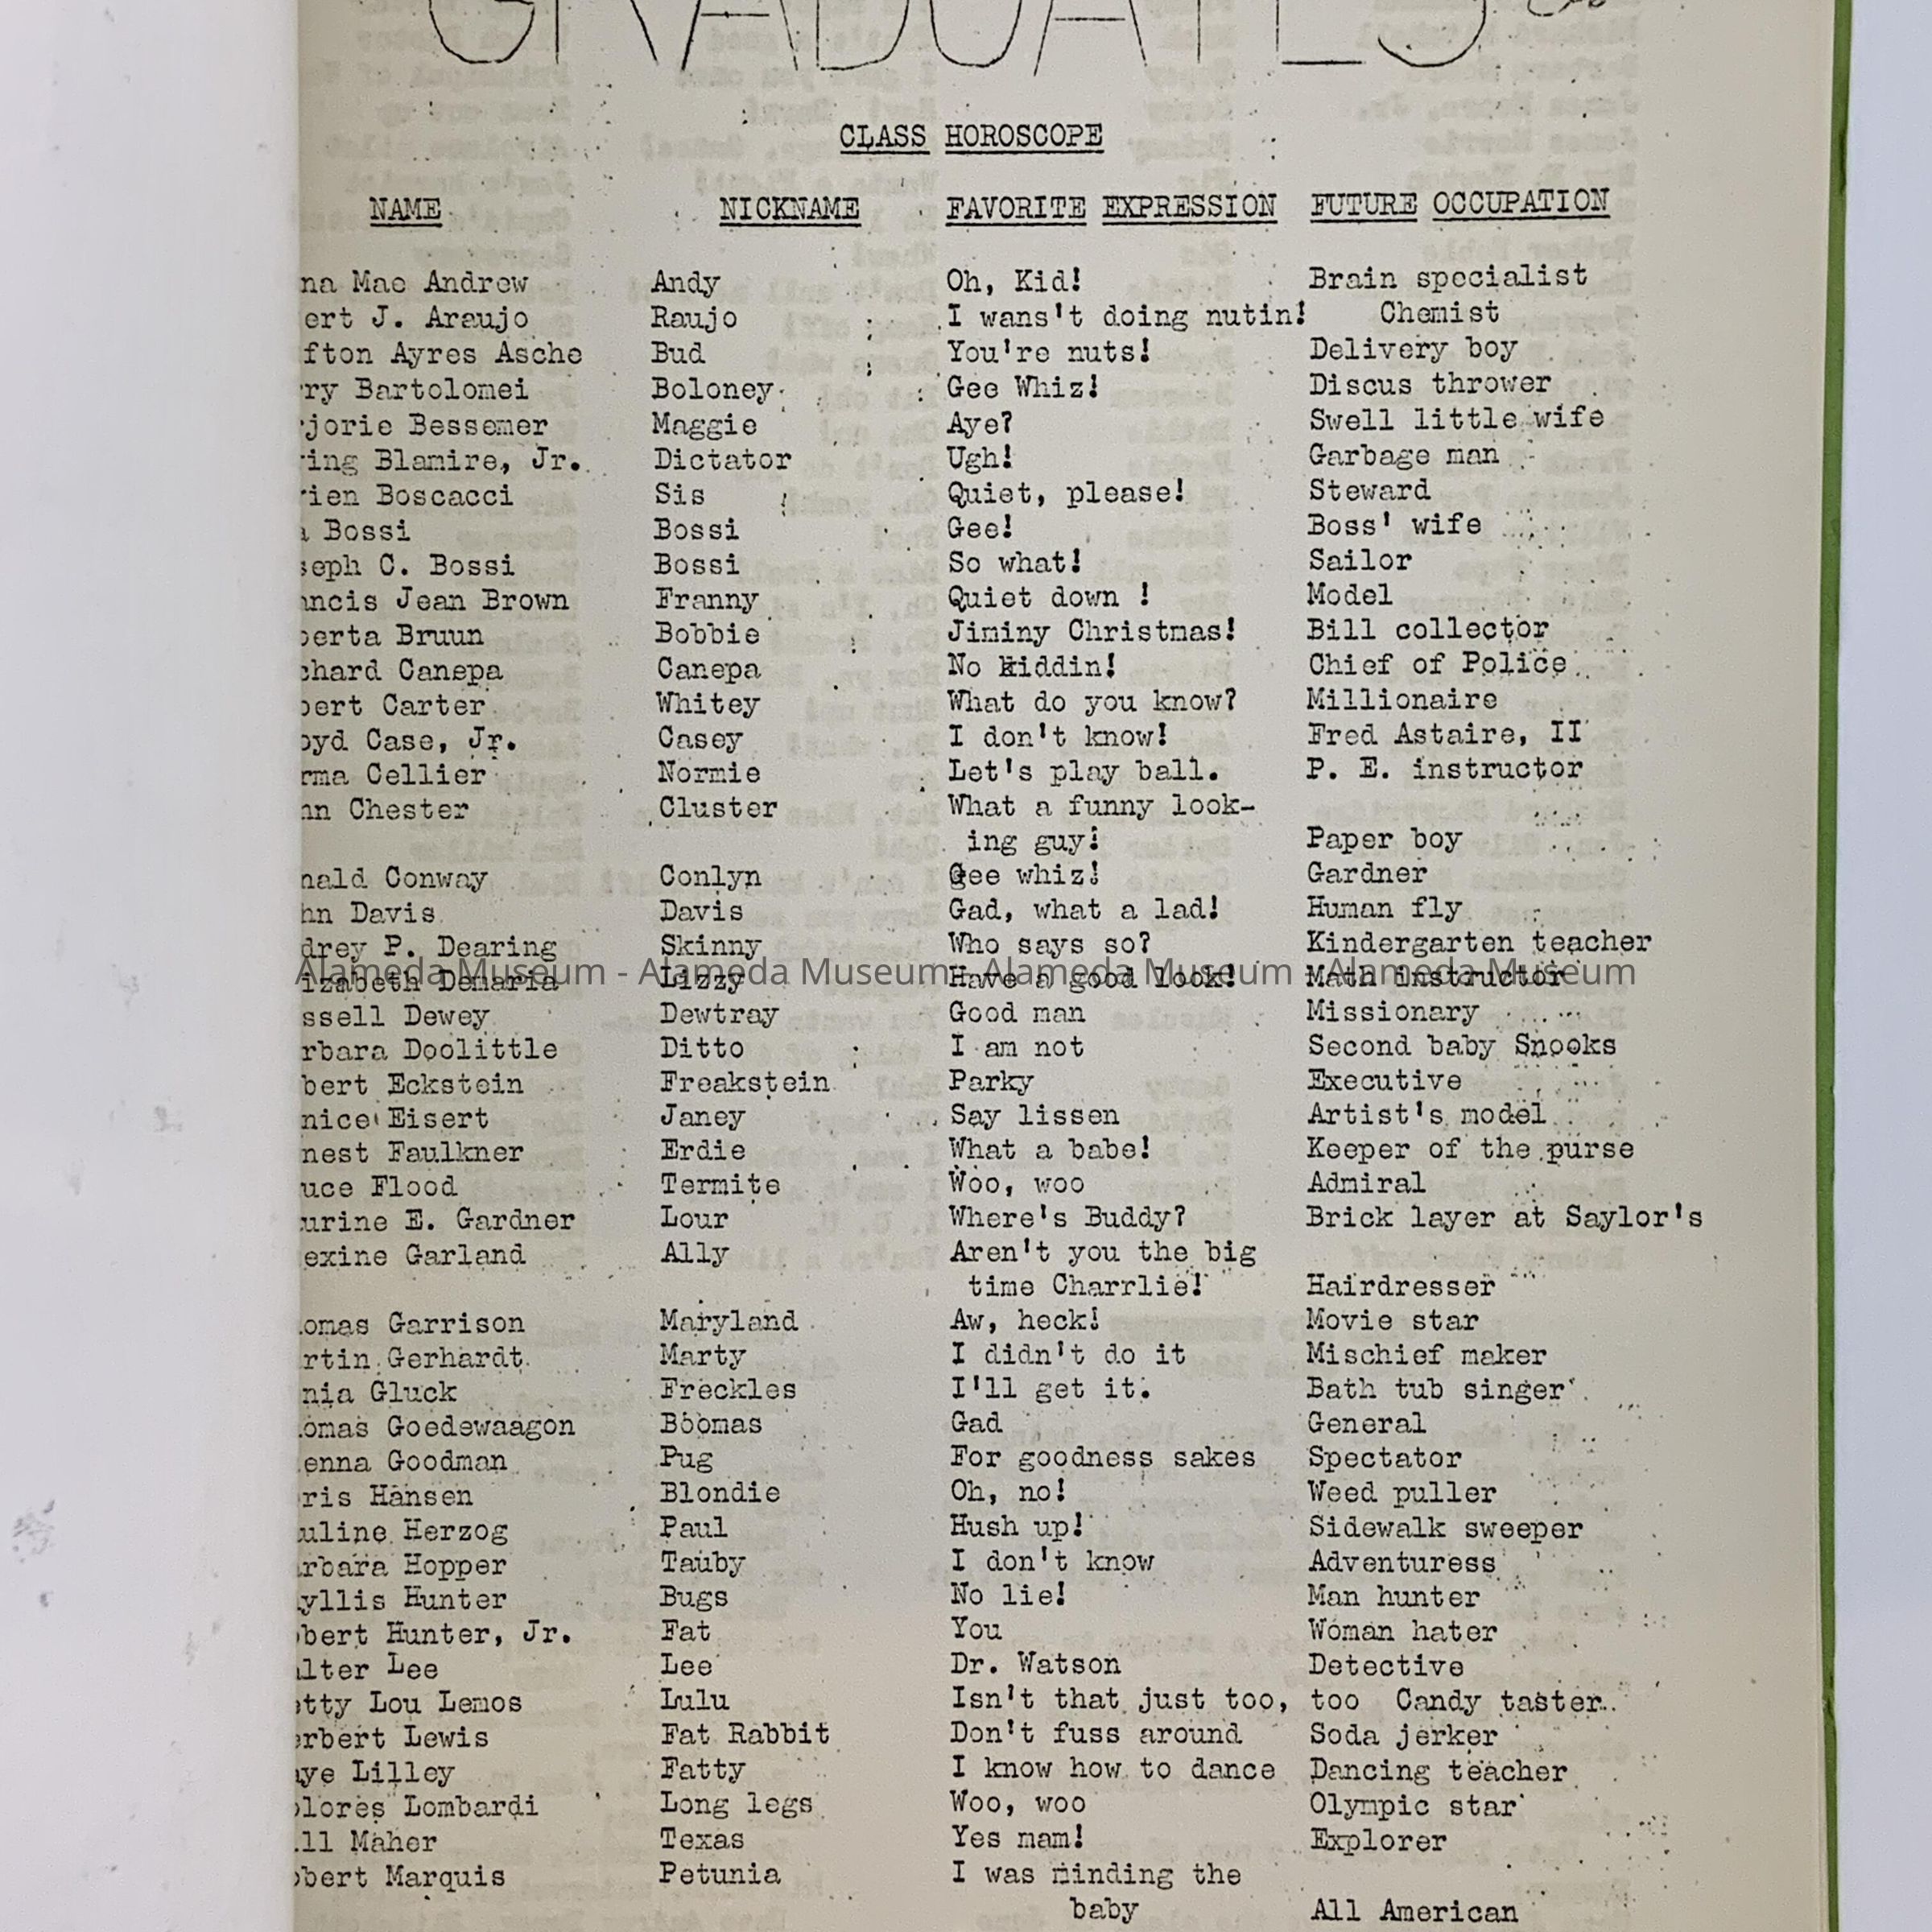 GRADUATES
CLASS HOROSCOPE
NAME NICKNAME FAVORITE EXPRESSION FUTURE OCCUPATION
na Mae Andrew Andy Oh, Kid! Brain specialist
ert J. Araujo Raujo I wans't doing nutin! Chemist
fton Ayres Asche Bud You're nuts! Delivery boy
ry Bartolomei Boloney Gee Whiz! Discus thrower
rjorie Bessemer Maggie Aye? Swell little wife
ring Blamire, Jr. Dictator Ugh! Garbage man
rien Boscacci Sis Quiet, please! Steward
a Bossi Bossi Gee! Boss' wife
seph C. Bossi Bossi So what! Sailor
ncis Jean Brown Franny Quiet down ! Model
berta Bruun Bobbie Jiminy Christmas! Bill collector
chard Canepa Canepa No kiddin! Chief of Police
bert Carter Whitey What do you know? Millionaire
oyd Case, Jr. Casey I don't know! Fred Astaire, II
rma Cellier Normie Let's play ball. P. E. instructor
hn Chester Cluster What a funny look-
ing guy! Paper boy
nald Conway Conlyn Gee whiz! Gardner
hn Davis Davis Gad, what a lad! Human fly
drey P. Dearing Skinny Who says so? Kindergarten teacher
Alameda Museum - Alameda Museum - Alameda Museum - Alameda Museum
izabeth Demaria Lizzy Have a good look! Math instructor
ssell Dewey Dewtray Good man Missionary
rbara Doolittle Ditto I am not Second baby Snooks
bert Eckstein Freakstein Parky Executive
nice Eisert Janey Say lissen Artist's model
nest Faulkner Erdie What a babe! Keeper of the purse
uce Flood Termite Woo, woo Admiral
urine E. Gardner Lour Where's Buddy? Brick layer at Saylor's
exine Garland Ally Aren't you the big
time Charrlie! Hairdresser
omas Garrison Maryland Aw, heck! Movie star
rtin Gerhardt Marty I didn't do it Mischief maker
nia Gluck Freckles I'll get it. Bath tub singer
omas Goedewaagon Boomas Gad General
enna Goodman Pug For goodness sakes Spectator
ris Hansen Blondie Oh, no! Weed puller
uline Herzog Paul Hush up! Sidewalk sweeper
rbara Hopper Tauby I don't know Adventuress
yllis Hunter Bugs No lie! Man hunter
bert Hunter, Jr. Fat You Woman hater
lter Lee Lee Dr. Watson Detective
tty Lou Lemos Lulu Isn't that just too, too Candy taster
rbert Lewis Fat Rabbit Don't fuss around Soda jerker
aye Lilley Fatty I know how to dance Dancing teacher
olores Lombardi Long legs Woo, woo Olympic star
ll Maher Texas Yes mam! Explorer
obert Marquis Petunia I was minding the
baby All American